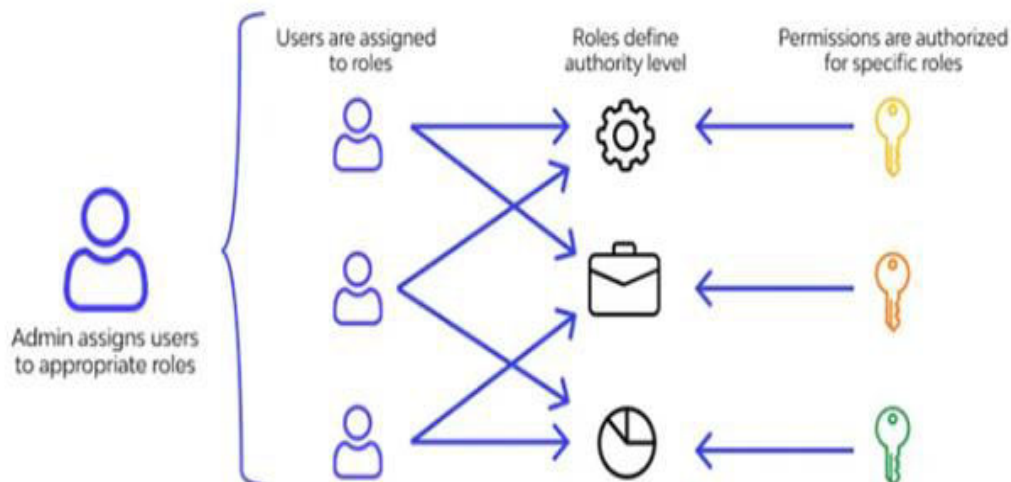 Users are assigned
to roles
Roles define
authority level
Permissions are authorized
for specific roles
Admin assigns users
to appropriate roles